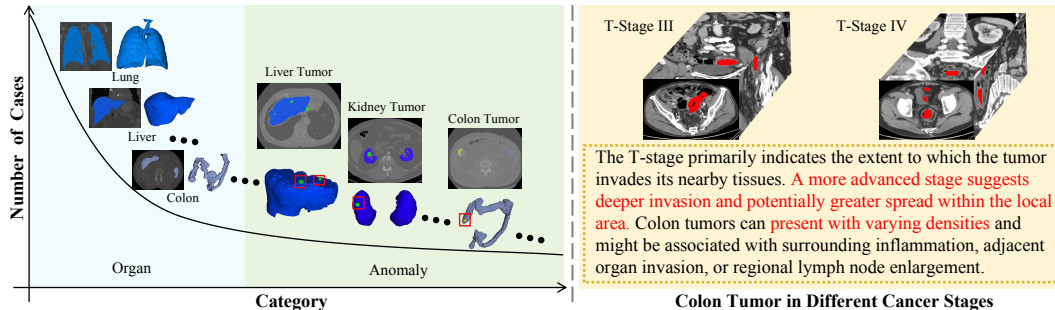 Number of Cases
Lung
Liver
Colon
Liver Tumor
Kidney Tumor
Colon Tumor
Organ
Anomaly
Category
T-Stage III
T-Stage IV
The T-stage primarily indicates the extent to which the tumor
invades its nearby tissues. A more advanced stage suggests
deeper invasion and potentially greater spread within the local
area. Colon tumors can present with varying densities and
might be associated with surrounding inflammation, adjacent
organ invasion, or regional lymph node enlargement.
Colon Tumor in Different Cancer Stages